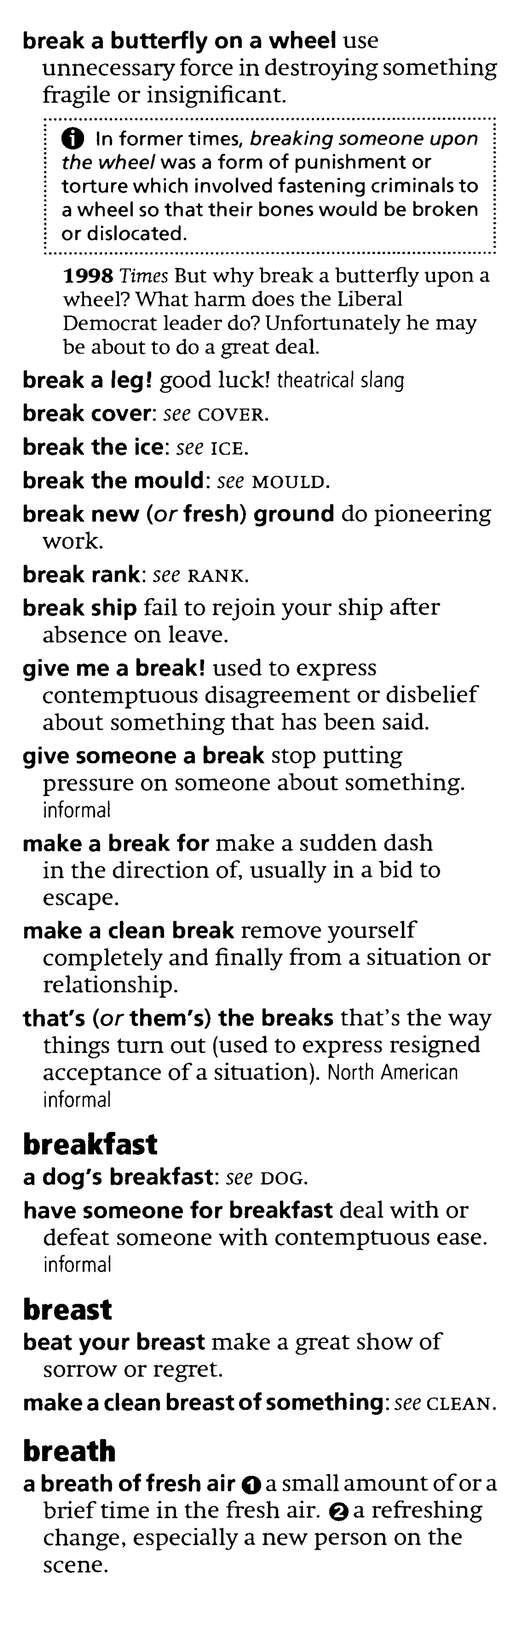 break a butterfly on a wheel use
unnecessary force in destroying something
fragile or insignificant.
ℹ In former times, breaking someone upon
the wheel was a form of punishment or
torture which involved fastening criminals to
a wheel so that their bones would be broken
or dislocated.
1998 Times But why break a butterfly upon a
wheel? What harm does the Liberal
Democrat leader do? Unfortunately he may
be about to do a great deal.
break a leg! good luck! theatrical slang
break cover: see COVER.
break the ice: see ICE.
break the mould: see MOULD.
break new (or fresh) ground do pioneering
work.
break rank: see RANK.
break ship fail to rejoin your ship after
absence on leave.
give me a break! used to express
contemptuous disagreement or disbelief
about something that has been said.
give someone a break stop putting
pressure on someone about something.
informal
make a break for make a sudden dash
in the direction of, usually in a bid to
escape.
make a clean break remove yourself
completely and finally from a situation or
relationship.
that's (or them's) the breaks that's the way
things turn out (used to express resigned
acceptance of a situation). North American
informal
breakfast
a dog's breakfast: see DOG.
have someone for breakfast deal with or
defeat someone with contemptuous ease.
informal
breast
beat your breast make a great show of
sorrow or regret.
make a clean breast of something: see CLEAN.
breath
a breath of fresh air ❶ a small amount of or a
brief time in the fresh air. ❷ a refreshing
change, especially a new person on the
scene.